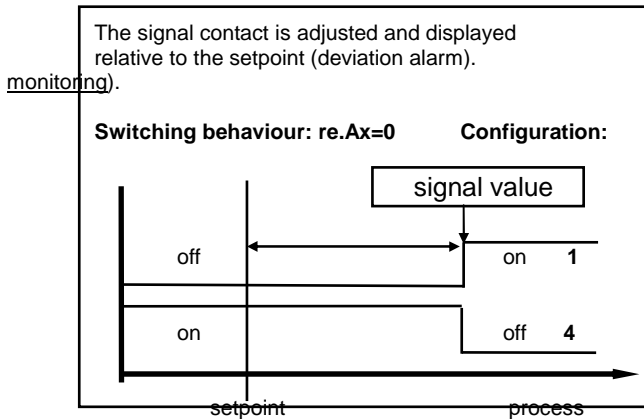 The signal contact is adjusted and displayed
relative to the setpoint (deviation alarm).
monitoring).
Switching behaviour: re.Ax=0 Configuration:
signal value
off on 1
on off 4
setpoint process